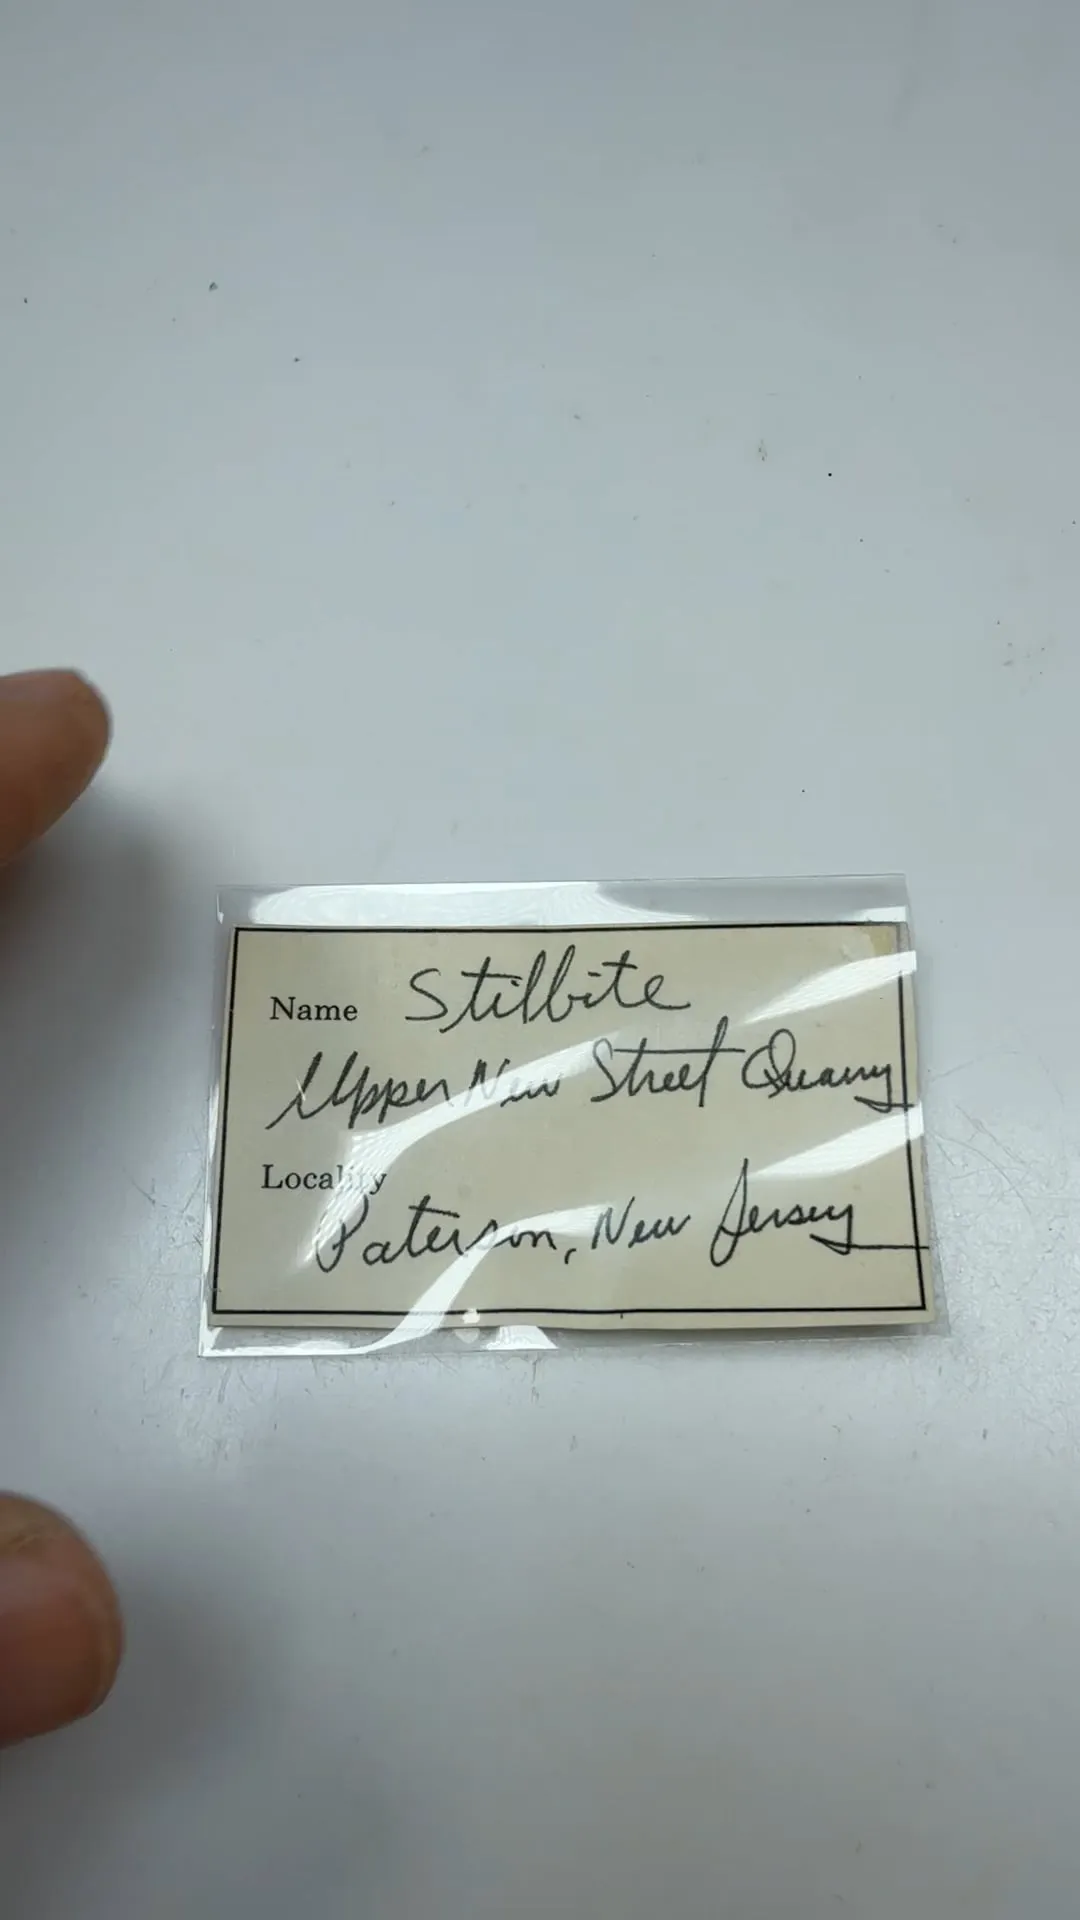 Name Stilbite
Upper New Street Quarry
Locality
Paterson, New Jersey